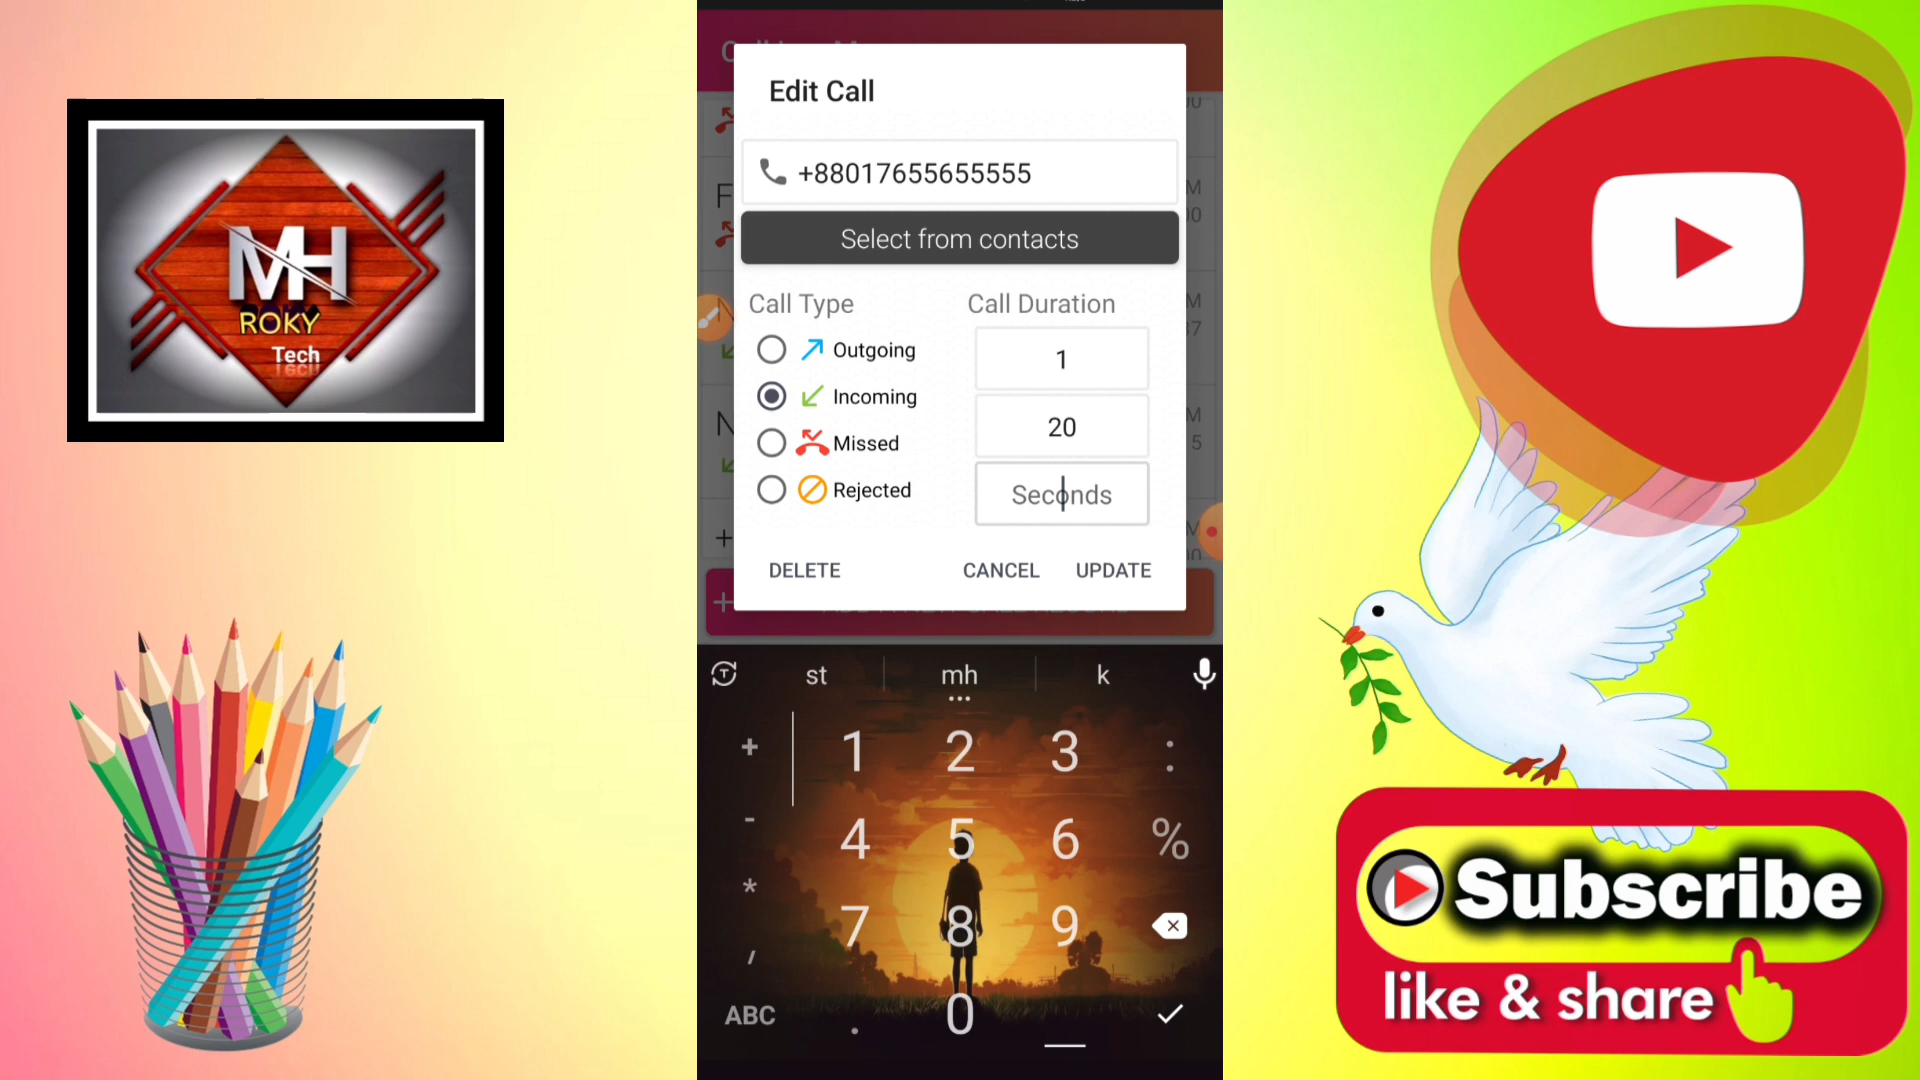 MH
ROKY
Tech
Edit Call
+88017655655555
Select from contacts
Call Type
Call Duration
Outgoing
1
Incoming
20
Missed
Seconds
Rejected
DELETE
CANCEL
UPDATE
st
mh
k
+
1
2
3
:
-
4
5
6
%
*
7
8
9
,
ABC
.
0
Subscribe
like & share